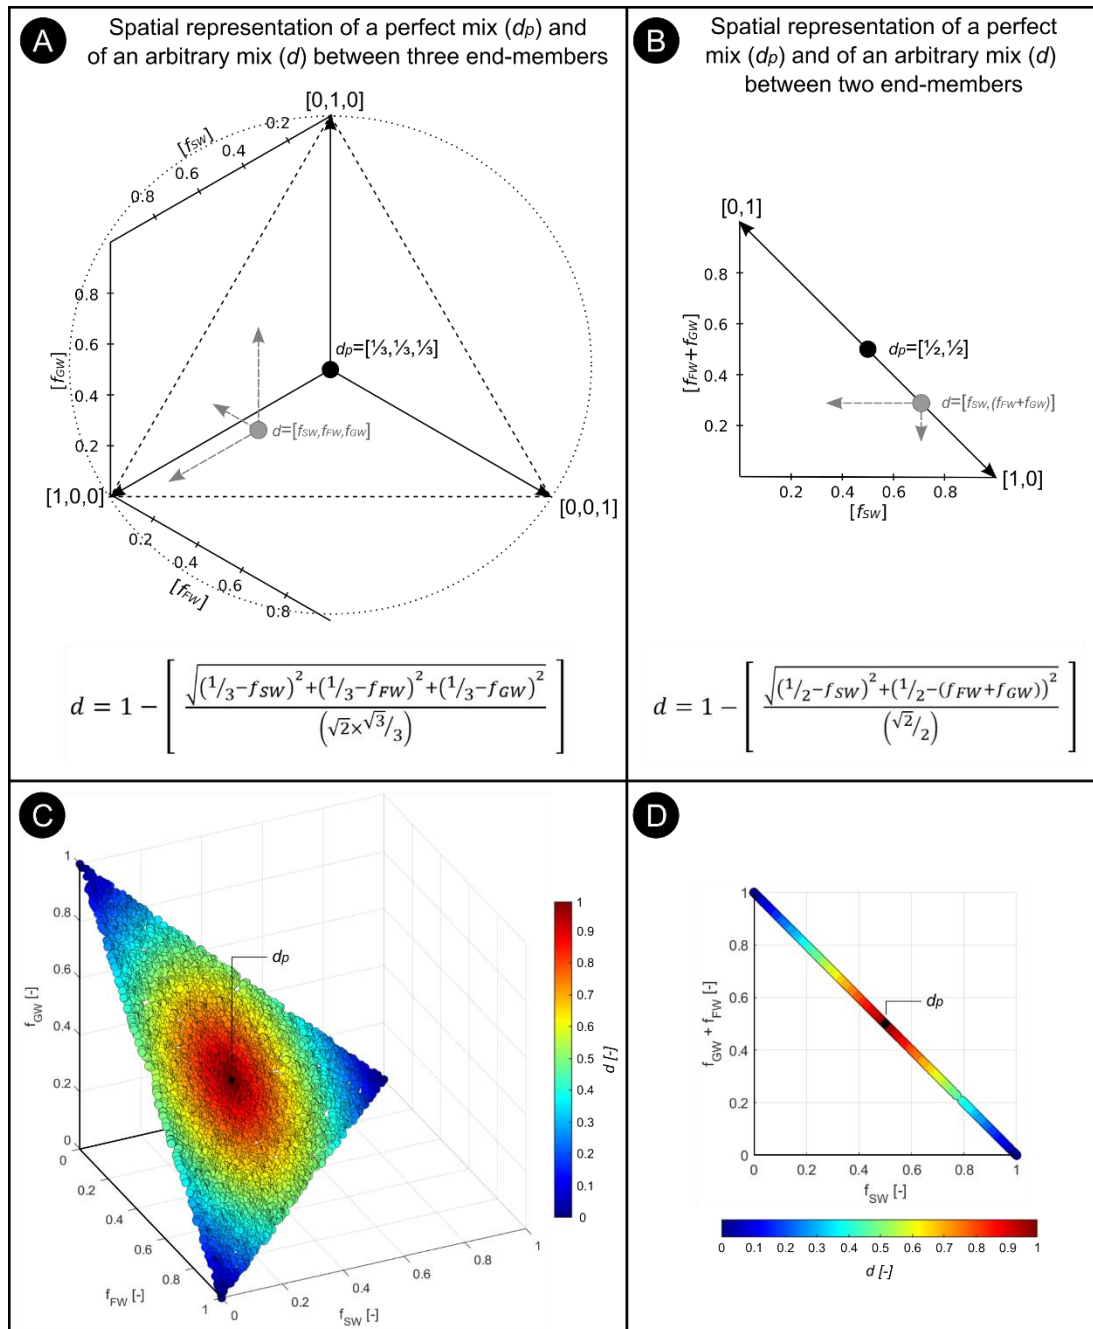 A
Spatial representation of a perfect mix (dp) and
of an arbitrary mix (d) between three end-members
[0,1,0]
[fSW]
0.2
0.4
0.6
0.8
0.8
0.6
[fGW]
0.4
0.2
dp=[⅓,⅓,⅓]
d=[fSW,fFW,fGW]
[1,0,0]
[0,0,1]
0.2
0.4
0.6
0.8
[fFW]
d = 1 − [ √((1/3−fSW)²+(1/3−fFW)²+(1/3−fGW)²) / (√2×√3/3) ]
B
Spatial representation of a perfect
mix (dp) and of an arbitrary mix (d)
between two end-members
[0,1]
0.8
0.6
0.4
0.2
[fFW+fGW]
dp=[½,½]
d=[fSW,(fFW+fGW)]
[1,0]
0.2
0.4
0.6
0.8
[fSW]
d = 1 − [ √((1/2−fSW)²+(1/2−(fFW+fGW))²) / (√2/2) ]
C
1
0.8
0.6
0.4
0.2
0
fGW [-]
dp
0
0.2
0.4
0.6
0.8
1
fFW [-]
0
0.2
0.4
0.6
0.8
1
fSW [-]
1
0.9
0.8
0.7
0.6
0.5
0.4
0.3
0.2
0.1
0
d [-]
D
1
0.8
0.6
0.4
0.2
0
fGW + fFW [-]
dp
0
0.2
0.4
0.6
0.8
1
fSW [-]
0 0.1 0.2 0.3 0.4 0.5 0.6 0.7 0.8 0.9 1
d [-]